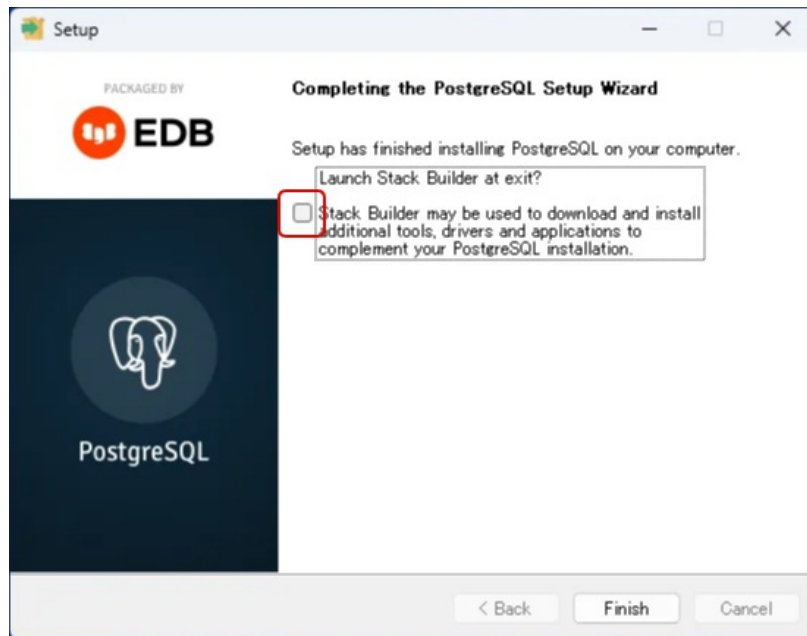 Setup
PACKAGED BY
EDB
PostgreSQL
Completing the PostgreSQL Setup Wizard
Setup has finished installing PostgreSQL on your computer.
Launch Stack Builder at exit?
Stack Builder may be used to download and install
additional tools, drivers and applications to
complement your PostgreSQL installation.
< Back
Finish
Cancel